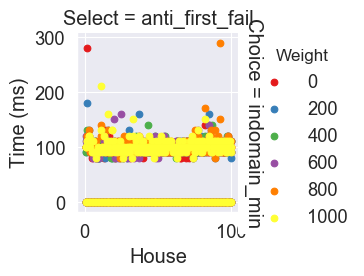 Select = anti_first_fail
Choice = indomain_min
Time (ms)
300
200
100
0
0
100
House
Weight
0
200
400
600
800
1000